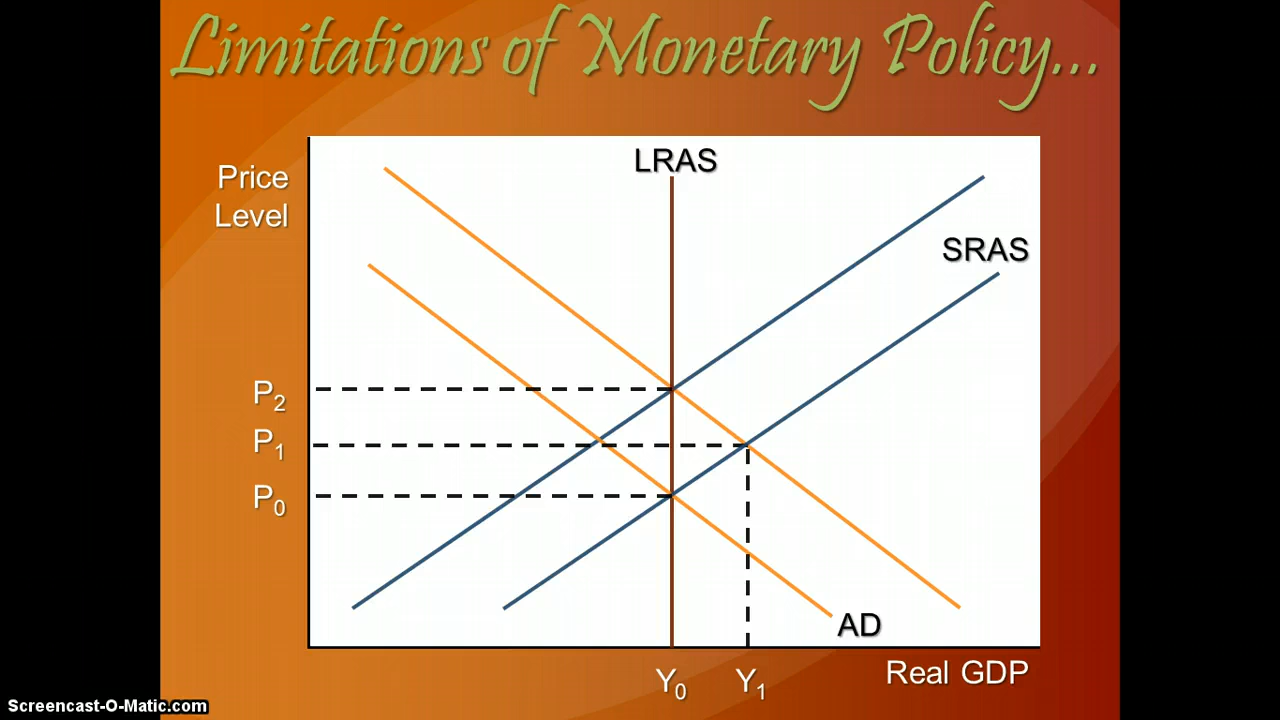 Limitations of Monetary Policy...
LRAS
Price
Level
SRAS
P2
P1
P0
AD
Real GDP
Y0
Y1
Screencast-O-Matic.com